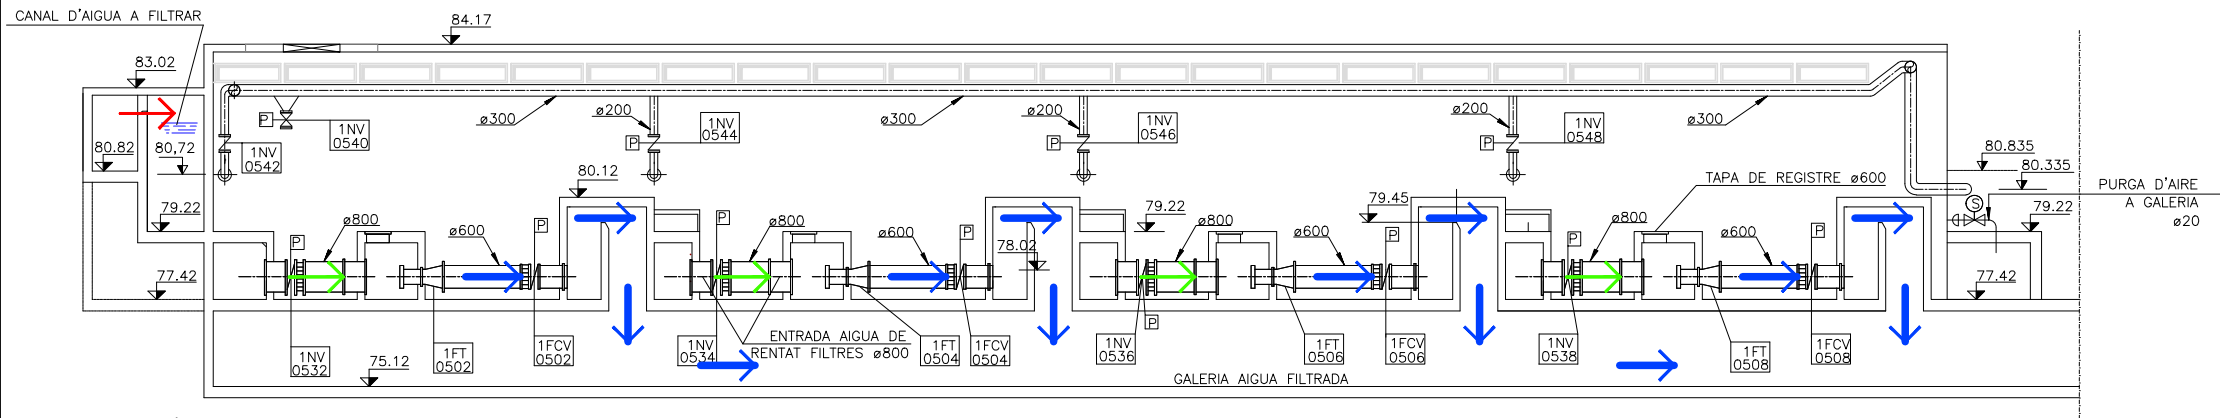 CANAL D'AIGUA A FILTRAR
84.17
83.02
ø300
ø200
ø300
ø200
ø300
ø200
P
1NV
0540
P
1NV
0544
P
1NV
0546
P
1NV
0548
80.82
80,72
1NV
0542
80.835
80.335
80.12
TAPA DE REGISTRE ø600
PURGA D'AIRE
A GALERIA
ø20
S
79.22
79.22
79.45
79.22
P
ø800
ø600
P
P
ø800
ø600
P
78.02
ø800
ø600
P
P
ø800
ø600
P
77.42
77.42
P
ENTRADA AIGUA DE
RENTAT FILTRES ø800
1NV
0532
1FT
0502
1FCV
0502
1NV
0534
1FT
0504
1FCV
0504
1NV
0536
1FT
0506
1FCV
0506
1NV
0538
1FT
0508
1FCV
0508
75.12
GALERIA AIGUA FILTRADA